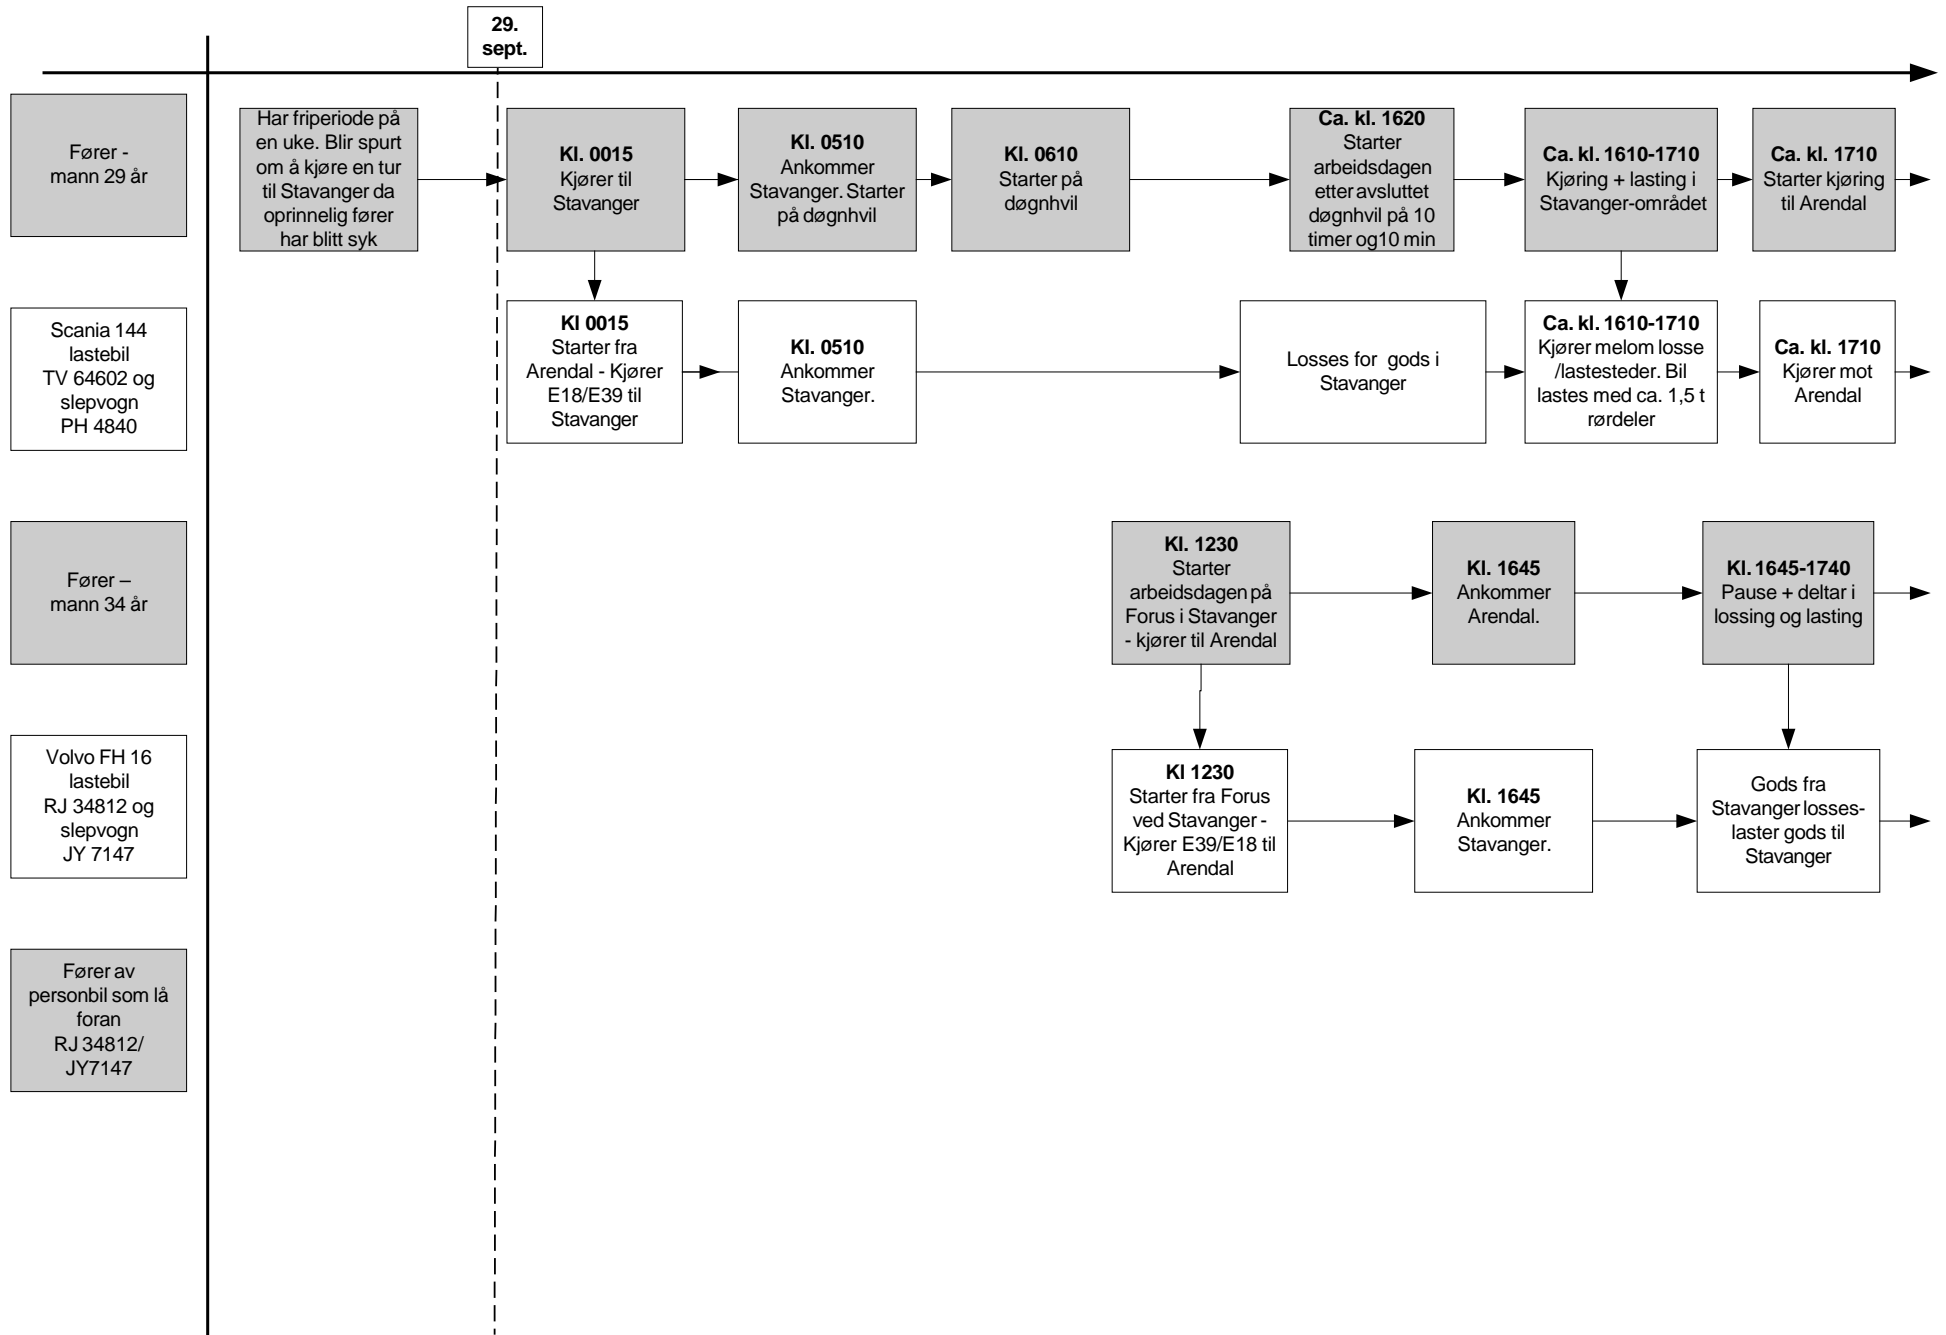 29.
sept.
Fører -
mann 29 år
Har friperiode på
en uke. Blir spurt
om å kjøre en tur
til Stavanger da
oprinnelig fører
har blitt syk
Kl. 0015
Kjører til
Stavanger
Kl. 0510
Ankommer
Stavanger. Starter
på døgnhvil
Kl. 0610
Starter på
døgnhvil
Ca. kl. 1620
Starter
arbeidsdagen
etter avsluttet
døgnhvil på 10
timer og10 min
Ca. kl. 1610-1710
Kjøring + lasting i
Stavanger-området
Ca. kl. 1710
Starter kjøring
til Arendal
Scania 144
lastebil
TV 64602 og
slepvogn
PH 4840
Kl 0015
Starter fra
Arendal - Kjører
E18/E39 til
Stavanger
Kl. 0510
Ankommer
Stavanger.
Losses for gods i
Stavanger
Ca. kl. 1610-1710
Kjører melom losse
/lastesteder. Bil
lastes med ca. 1,5 t
rørdeler
Ca. kl. 1710
Kjører mot
Arendal
Fører –
mann 34 år
Kl. 1230
Starter
arbeidsdagen på
Forus i Stavanger
- kjører til Arendal
Kl. 1645
Ankommer
Arendal.
Kl. 1645-1740
Pause + deltar i
lossing og lasting
Volvo FH 16
lastebil
RJ 34812 og
slepvogn
JY 7147
Kl 1230
Starter fra Forus
ved Stavanger -
Kjører E39/E18 til
Arendal
Kl. 1645
Ankommer
Stavanger.
Gods fra
Stavanger losses-
laster gods til
Stavanger
Fører av
personbil som lå
foran
RJ 34812/
JY7147